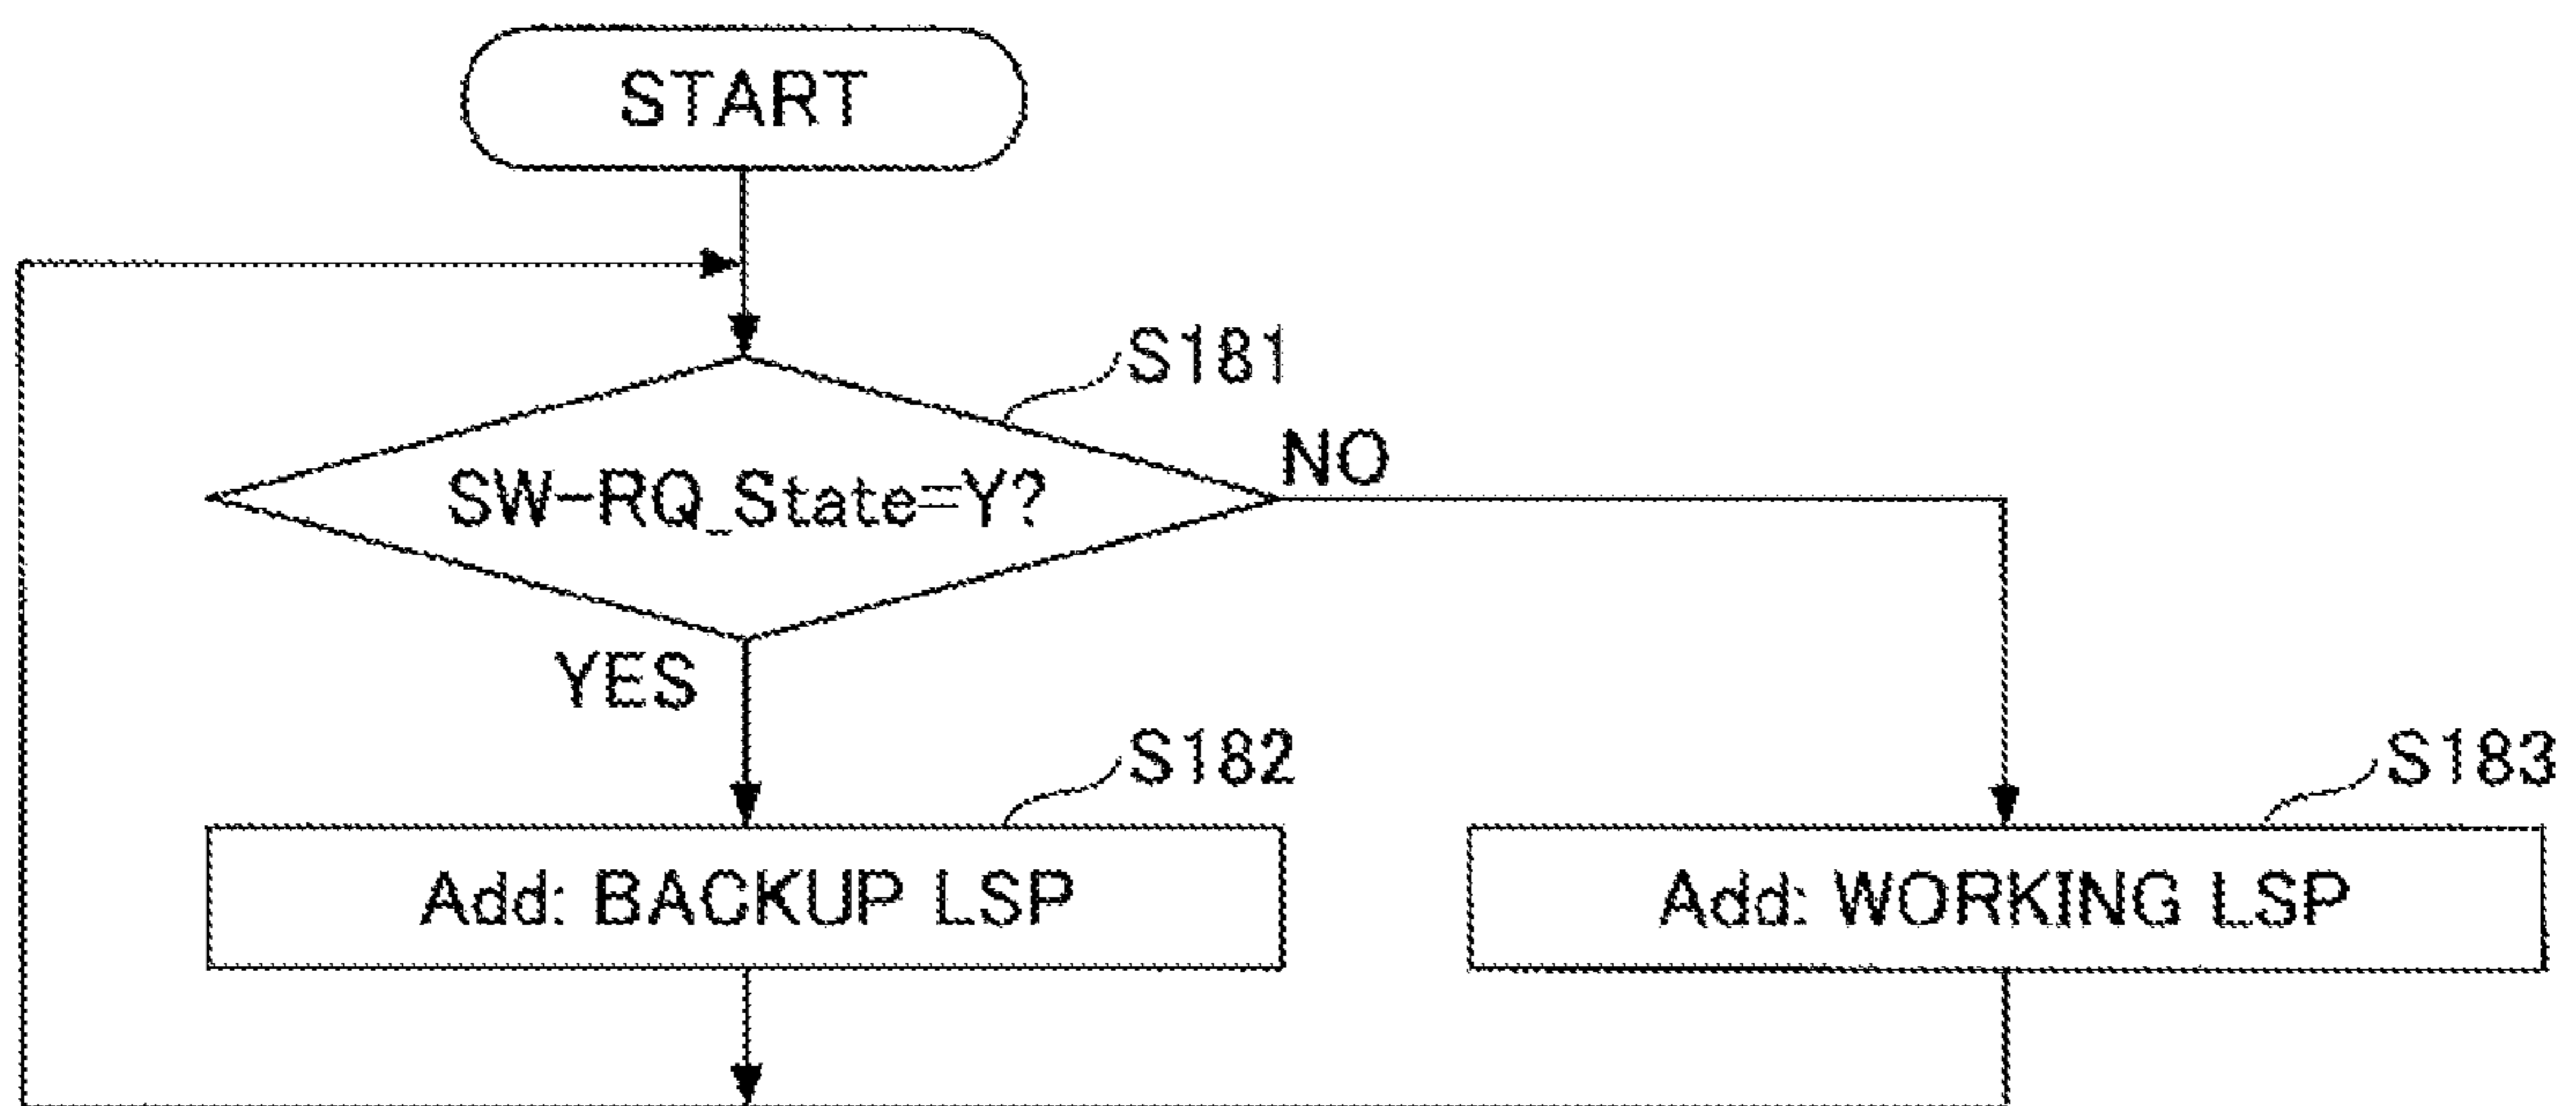 START
S181
SW-RQ_State=Y?
NO
YES
S182
S183
Add: BACKUP LSP
Add: WORKING LSP